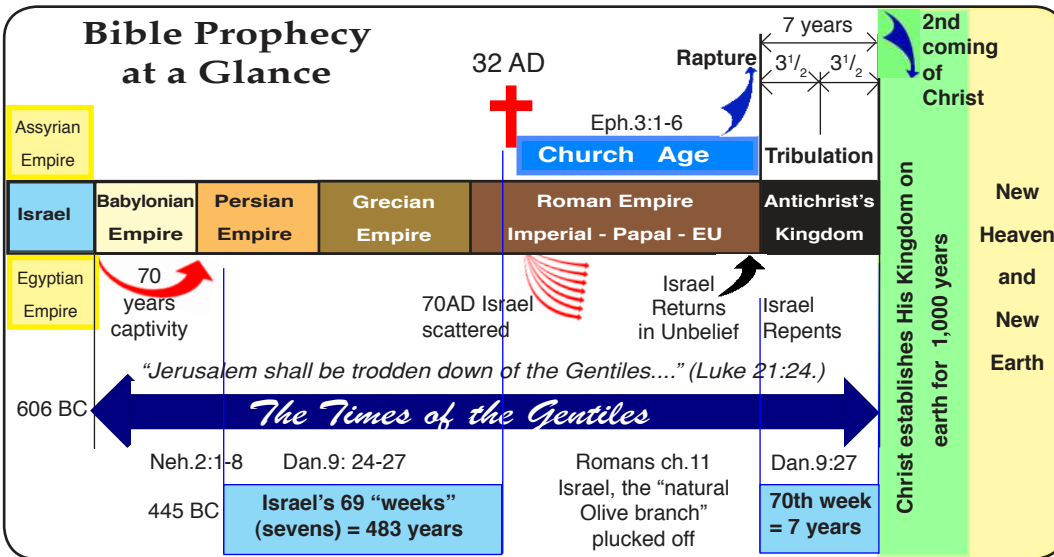 Bible Prophecy
at a Glance
32 AD
Rapture
7 years
3 1/2 3 1/2
2nd
coming
of
Christ
Assyrian
Empire
Eph.3:1-6
Church Age
Tribulation
Israel
Babylonian
Empire
Persian
Empire
Grecian
Empire
Roman Empire
Imperial - Papal - EU
Antichrist's
Kingdom
Egyptian
Empire
70
years
captivity
70AD Israel
scattered
Israel
Returns
in Unbelief
Israel
Repents
"Jerusalem shall be trodden down of the Gentiles...." (Luke 21:24.)
606 BC
The Times of the Gentiles
Neh.2:1-8
Dan.9: 24-27
445 BC
Israel's 69 "weeks"
(sevens) = 483 years
Romans ch.11
Israel, the "natural
Olive branch"
plucked off
Dan.9:27
70th week
= 7 years
Christ establishes His Kingdom on
earth for 1,000 years
New
Heaven
and
New
Earth